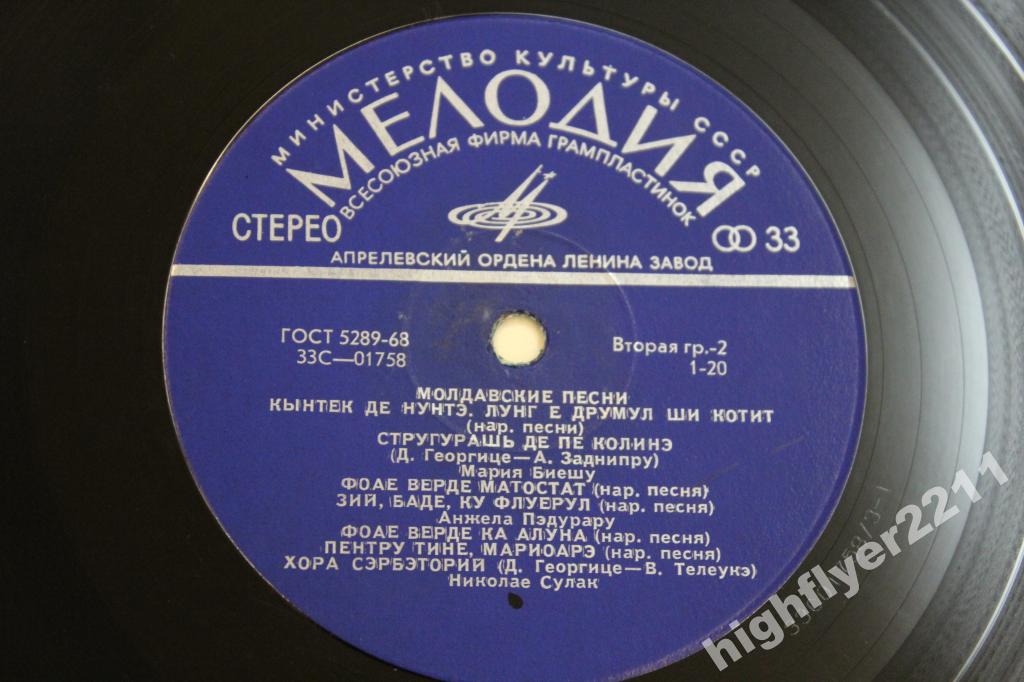 МИНИСТЕРСТВО КУЛЬТУРЫ СССР
МЕЛОДИЯ
ВСЕСОЮЗНАЯ ФИРМА ГРАМПЛАСТИНОК
СТЕРЕО
33
АПРЕЛЕВСКИЙ ОРДЕНА ЛЕНИНА ЗАВОД
ГОСТ 5289-68
33С—01758
Вторая гр.-2
1-20
МОЛДАВСКИЕ ПЕСНИ
КЫНТЕК ДЕ НУНТЭ. ЛУНГ Е ДРУМУЛ ШИ КОТИТ
(нар. песни)
СТРУГУРАШЬ ДЕ ПЕ КОЛИНЭ
(Д. Георгице—А. Заднипру)
Мария Биешу
ФОАЕ ВЕРДЕ МАТОСТАТ (нар. песня)
ЗИЙ, БАДЕ, КУ ФЛУЕРУЛ (нар. песня)
Анжела Пэдурару
ФОАЕ ВЕРДЕ КА АЛУНА (нар. песня)
ПЕНТРУ ТИНЕ, МАРИОАРЭ (нар. песня)
ХОРА СЭРБЭТОРИЙ (Д. Георгице—В. Телеукэ)
Николае Сулак
highflyer2211